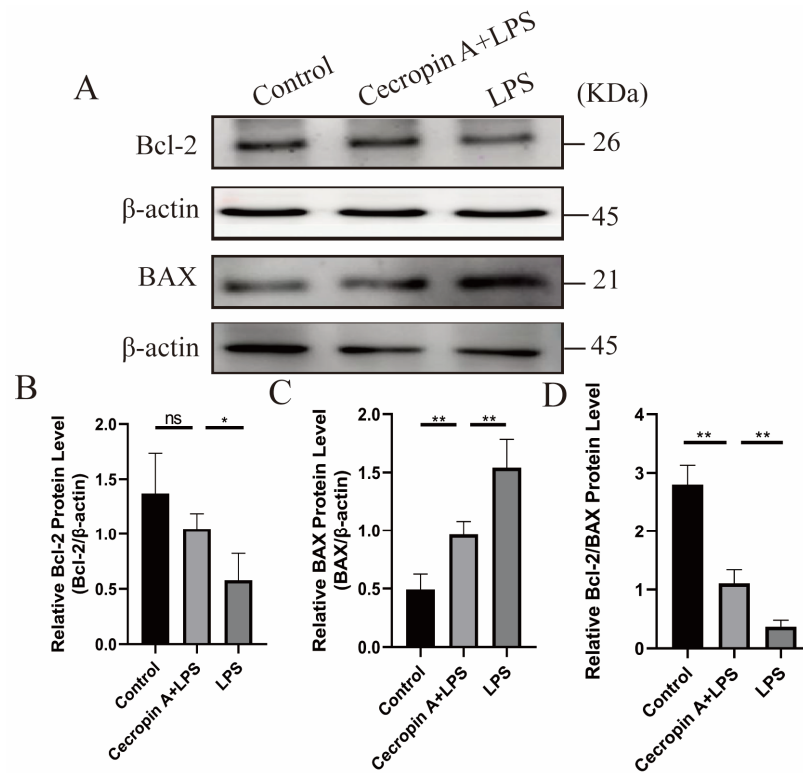 A
Control
Cecropin A+LPS
LPS
(KDa)
Bcl-2
26
β-actin
45
BAX
21
β-actin
45
B
Relative Bcl-2 Protein Level
(Bcl-2/β-actin)
2.0
1.5
1.0
0.5
0.0
ns
*
Control
Cecropin A+LPS
LPS
C
Relative BAX Protein Level
(BAX/β-actin)
2.0
1.5
1.0
0.5
0.0
**
**
Control
Cecropin A+LPS
LPS
D
Relative Bcl-2/BAX Protein Level
4
3
2
1
0
**
**
Control
Cecropin A+LPS
LPS